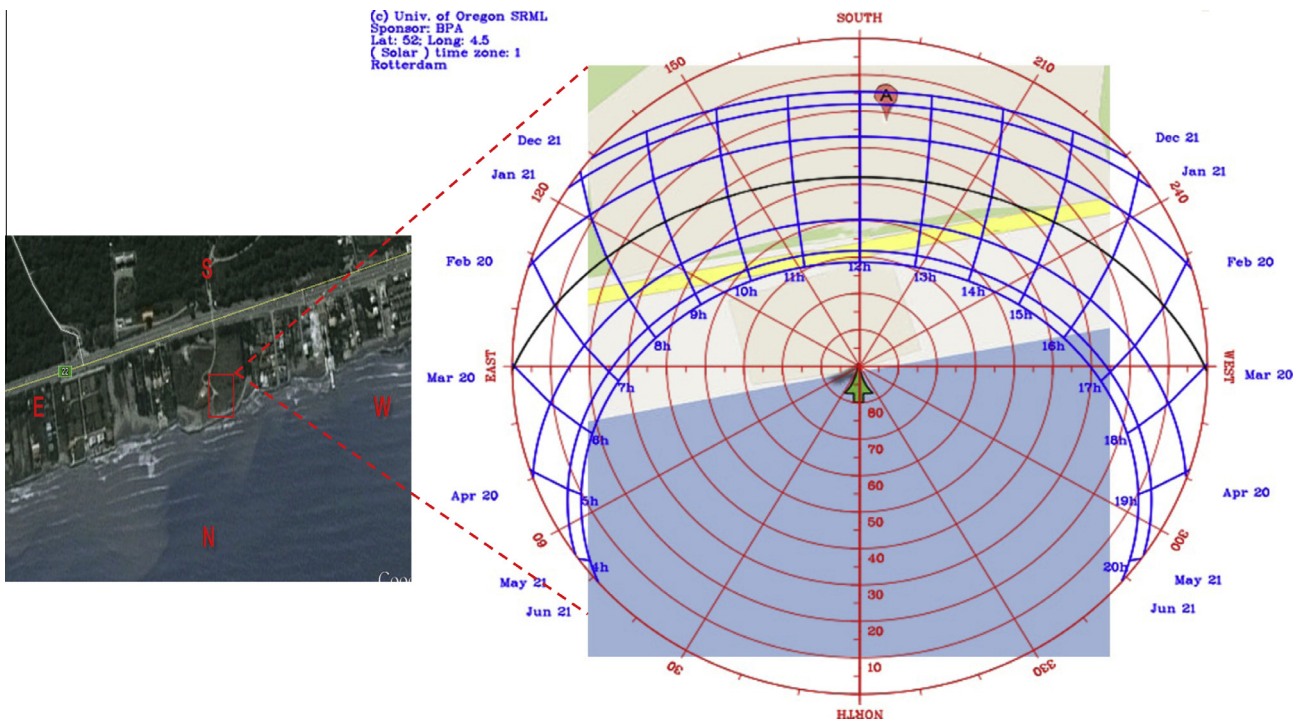 (c) Univ. of Oregon SRML
Sponsor: BPA
Lat: 52; Long: 4.5
( Solar ) time zone: 1
Rotterdam
SOUTH
150
210
A
Dec 21
Dec 21
Jan 21
Jan 21
120
240
S
Feb 20
Feb 20
12h
11h
13h
10h
14h
9h
15h
8h
16h
22
EAST
WEST
Mar 20
Mar 20
7h
17h
E
W
80
6h
18h
70
Apr 20
Apr 20
5h
19h
60
60
300
50
N
40
4h
20h
May 21
May 21
30
Jun 21
Jun 21
20
30
330
10
NORTH